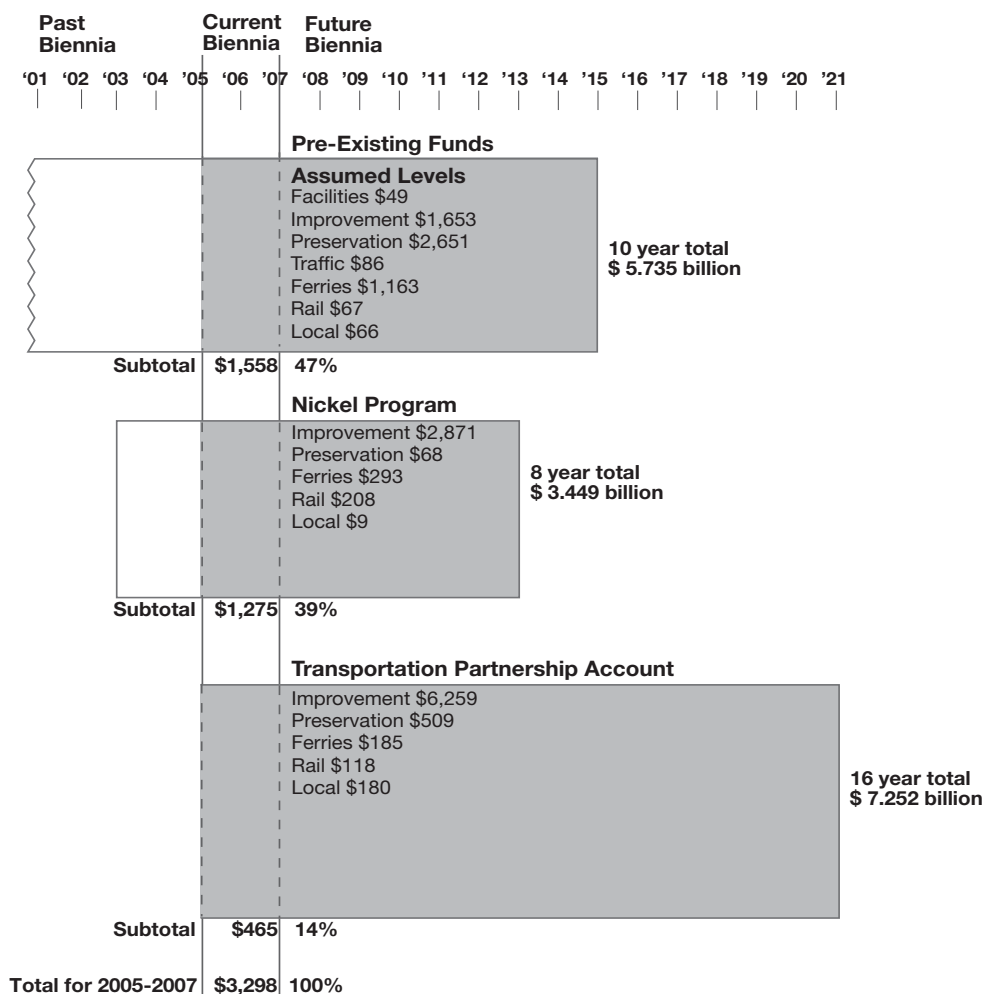 Past Biennia
Current Biennia
Future Biennia
‘01 ‘02 ‘03 ‘04 ’05 ‘06 ‘07 ’08 ’09 ’10 ’11 ’12 ’13 ’14 ’15 ’16 ’17 ’18 ’19 ’20 ’21
Pre-Existing Funds
Assumed Levels
Facilities $49
Improvement $1,653
Preservation $2,651
Traffic $86
Ferries $1,163
Rail $67
Local $66
10 year total
$ 5.735 billion
Subtotal $1,558 47%
Nickel Program
Improvement $2,871
Preservation $68
Ferries $293
Rail $208
Local $9
8 year total
$ 3.449 billion
Subtotal $1,275 39%
Transportation Partnership Account
Improvement $6,259
Preservation $509
Ferries $185
Rail $118
Local $180
16 year total
$ 7.252 billion
Subtotal $465 14%
Total for 2005-2007 $3,298 100%